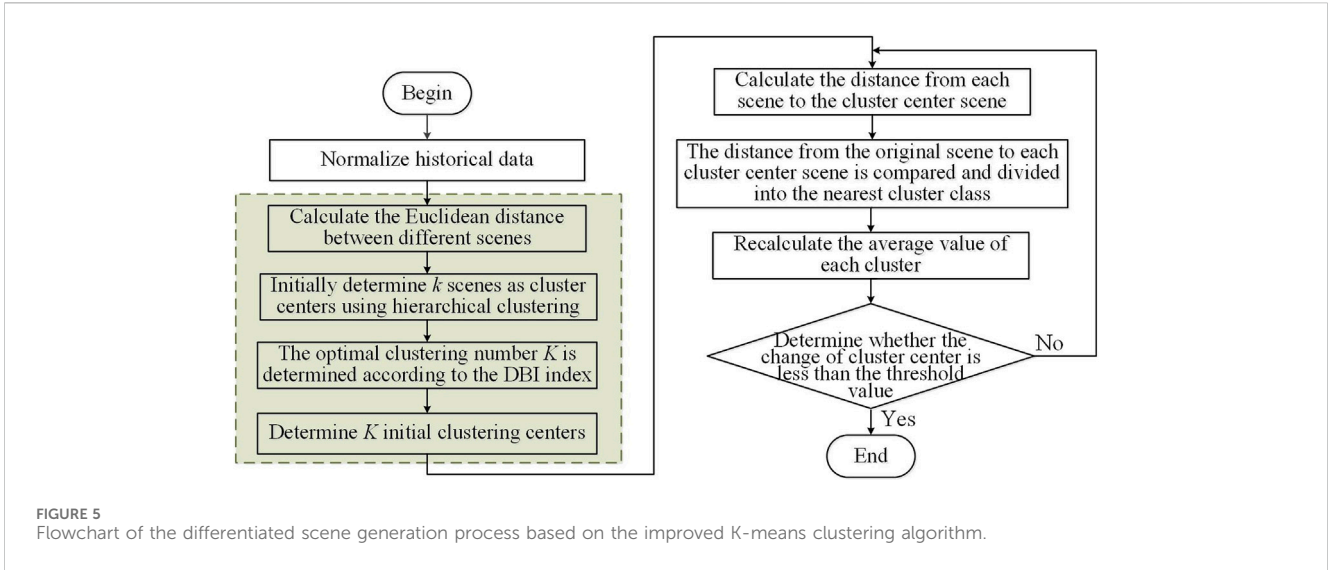 Begin
Normalize historical data
Calculate the Euclidean distance
between different scenes
Initially determine k scenes as cluster
centers using hierarchical clustering
The optimal clustering number K is
determined according to the DBI index
Determine K initial clustering centers
Calculate the distance from each
scene to the cluster center scene
The distance from the original scene to each
cluster center scene is compared and divided
into the nearest cluster class
Recalculate the average value of
each cluster
Determine whether the
change of cluster center is
less than the threshold
value
No
Yes
End
FIGURE 5
Flowchart of the differentiated scene generation process based on the improved K-means clustering algorithm.